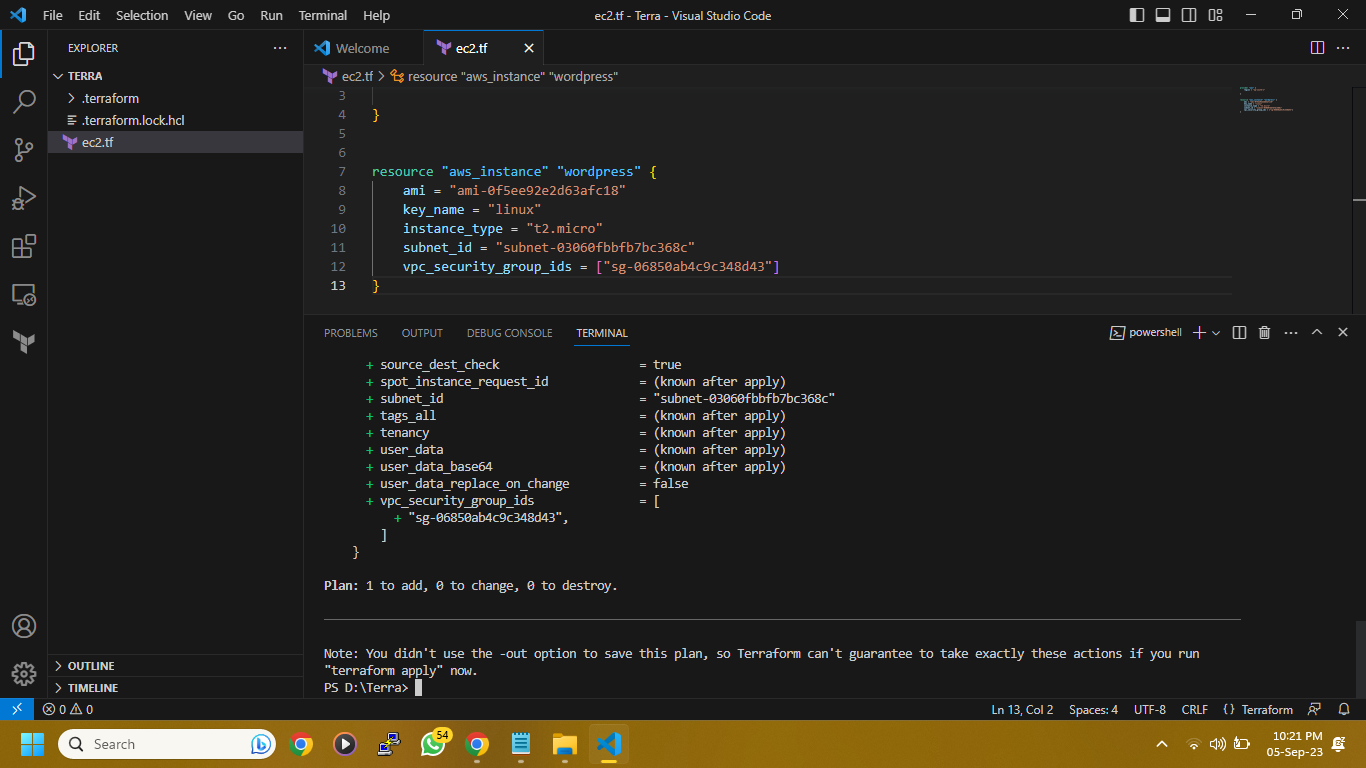 File Edit Selection View Go Run Terminal Help
ec2.tf - Terra - Visual Studio Code
EXPLORER
TERRA
.terraform
.terraform.lock.hcl
ec2.tf
OUTLINE
TIMELINE
Welcome
ec2.tf
ec2.tf > resource "aws_instance" "wordpress"
3
4 }
5
6
7 resource "aws_instance" "wordpress" {
8 ami = "ami-0f5ee92e2d63afc18"
9 key_name = "linux"
10 instance_type = "t2.micro"
11 subnet_id = "subnet-03060fbbfb7bc368c"
12 vpc_security_group_ids = ["sg-06850ab4c9c348d43"]
13 }
PROBLEMS OUTPUT DEBUG CONSOLE TERMINAL
powershell
+ source_dest_check = true
+ spot_instance_request_id = (known after apply)
+ subnet_id = "subnet-03060fbbfb7bc368c"
+ tags_all = (known after apply)
+ tenancy = (known after apply)
+ user_data = (known after apply)
+ user_data_base64 = (known after apply)
+ user_data_replace_on_change = false
+ vpc_security_group_ids = [
+ "sg-06850ab4c9c348d43",
]
}
Plan: 1 to add, 0 to change, 0 to destroy.
Note: You didn't use the -out option to save this plan, so Terraform can't guarantee to take exactly these actions if you run
"terraform apply" now.
PS D:\Terra>
0 0
Ln 13, Col 2 Spaces: 4 UTF-8 CRLF {} Terraform
Search
54
10:21 PM
05-Sep-23